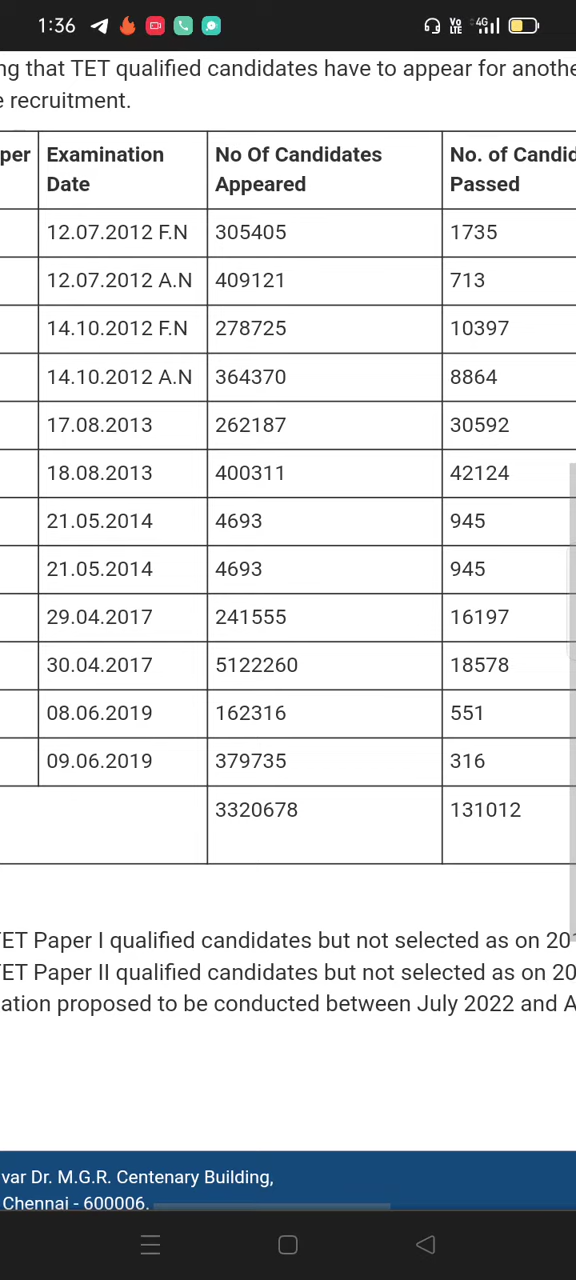 1:36
Vo LTE 4G
ng that TET qualified candidates have to appear for anothe
e recruitment.
per Examination Date No Of Candidates Appeared No. of Candid Passed
12.07.2012 F.N 305405 1735
12.07.2012 A.N 409121 713
14.10.2012 F.N 278725 10397
14.10.2012 A.N 364370 8864
17.08.2013 262187 30592
18.08.2013 400311 42124
21.05.2014 4693 945
21.05.2014 4693 945
29.04.2017 241555 16197
30.04.2017 5122260 18578
08.06.2019 162316 551
09.06.2019 379735 316
3320678 131012
ET Paper I qualified candidates but not selected as on 20
ET Paper II qualified candidates but not selected as on 20
ation proposed to be conducted between July 2022 and A
var Dr. M.G.R. Centenary Building,
Chennai - 600006.